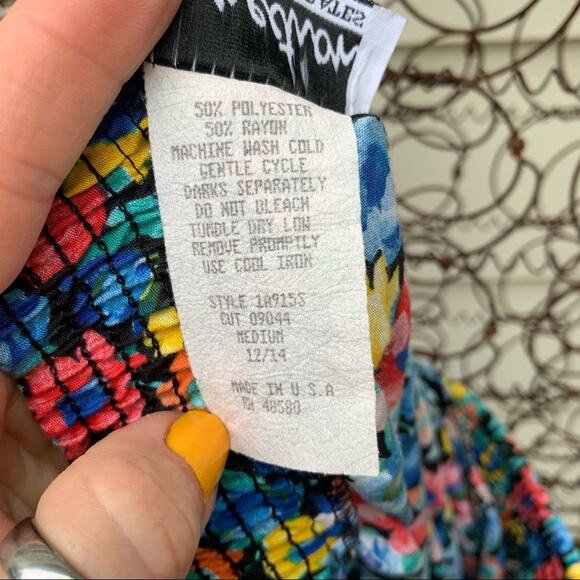 50% POLYESTER
50% RAYON
MACHINE WASH COLD
GENTLE CYCLE
DARKS SEPARATELY
DO NOT BLEACH
TUMBLE DRY LOW
REMOVE PROMPTLY
USE COOL IRON
STYLE 1A915S
CUT 09044
MEDIUM
12/14
MADE IN U.S.A
RN 48580